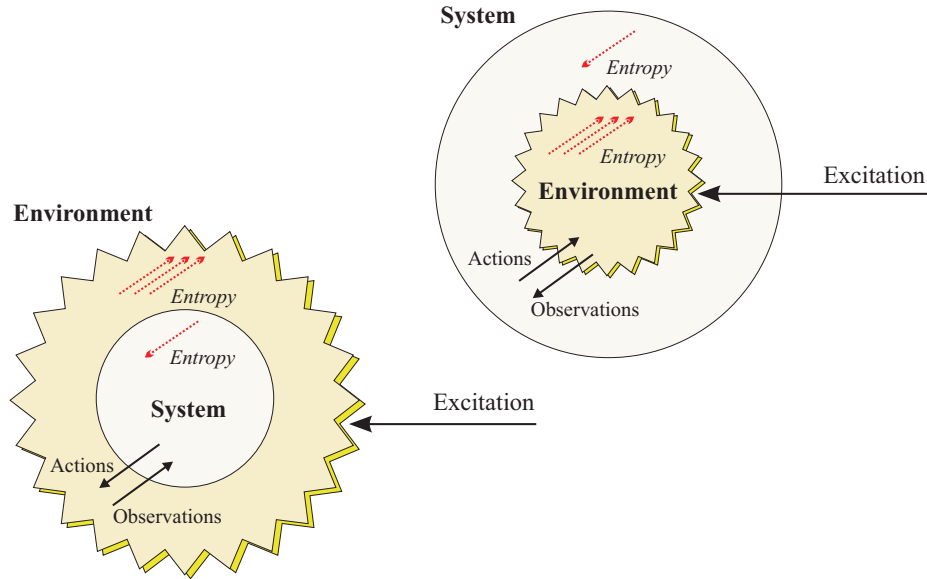 System
Entropy
Entropy
Environment
Excitation
Actions
Observations
Environment
Entropy
Entropy
System
Excitation
Actions
Observations